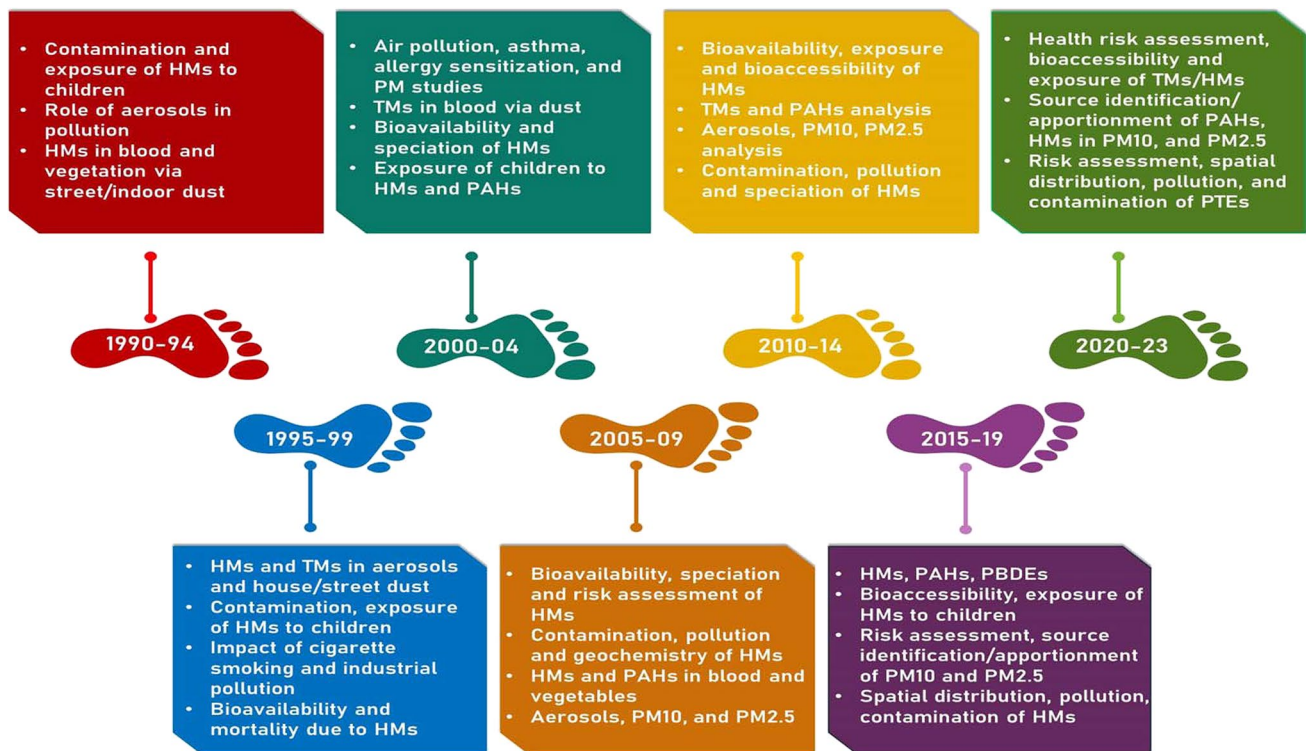 • Contamination and
exposure of HMs to
children
• Role of aerosols in
pollution
• HMs in blood and
vegetation via
street/indoor dust
• Air pollution, asthma,
allergy sensitization, and
PM studies
• TMs in blood via dust
• Bioavailability and
speciation of HMs
• Exposure of children to
HMs and PAHs
• Bioavailability, exposure
and bioaccessibility of
HMs
• TMs and PAHs analysis
• Aerosols, PM10, PM2.5
analysis
• Contamination, pollution
and speciation of HMs
• Health risk assessment,
bioaccessibility and
exposure of TMs/HMs
• Source identification/
apportionment of PAHs,
HMs in PM10, and PM2.5
• Risk assessment, spatial
distribution, pollution, and
contamination of PTEs
1990-94
2000-04
2010-14
2020-23
1995-99
2005-09
2015-19
• HMs and TMs in aerosols
and house/street dust
• Contamination, exposure
of HMs to children
• Impact of cigarette
smoking and industrial
pollution
• Bioavailability and
mortality due to HMs
• Bioavailability, speciation
and risk assessment of
HMs
• Contamination, pollution
and geochemistry of HMs
• HMs and PAHs in blood and
vegetables
• Aerosols, PM10, and PM2.5
• HMs, PAHs, PBDEs
• Bioaccessibility, exposure of
HMs to children
• Risk assessment, source
identification/apportionment
of PM10 and PM2.5
• Spatial distribution, pollution,
contamination of HMs